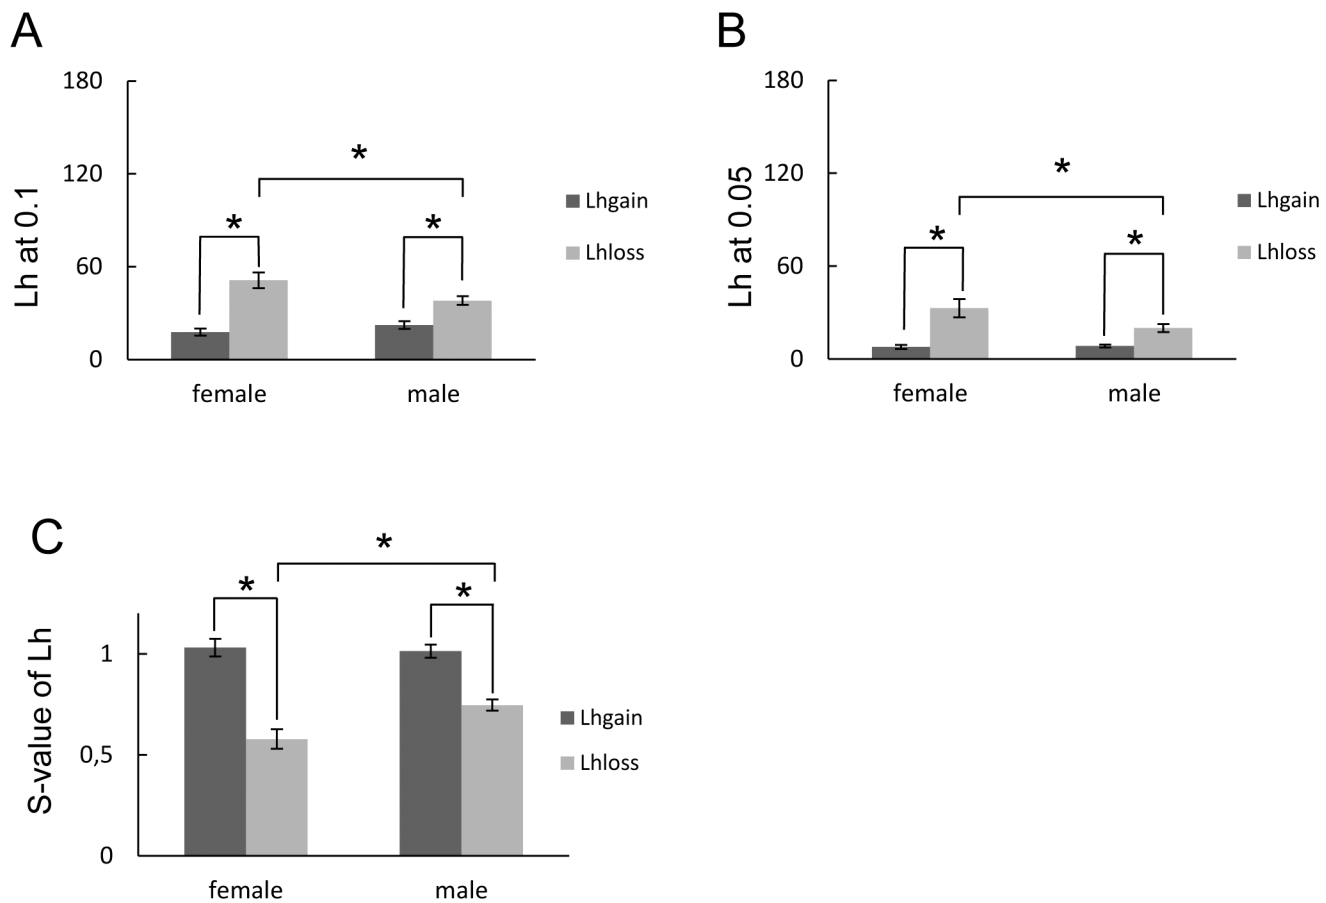 A
Lh at 0.1
180
120
60
0
*
*
*
female
male
Lhgain
Lhloss
B
Lh at 0.05
180
120
60
0
*
*
*
female
male
Lhgain
Lhloss
C
S-value of Lh
1
0,5
0
*
*
*
female
male
Lhgain
Lhloss